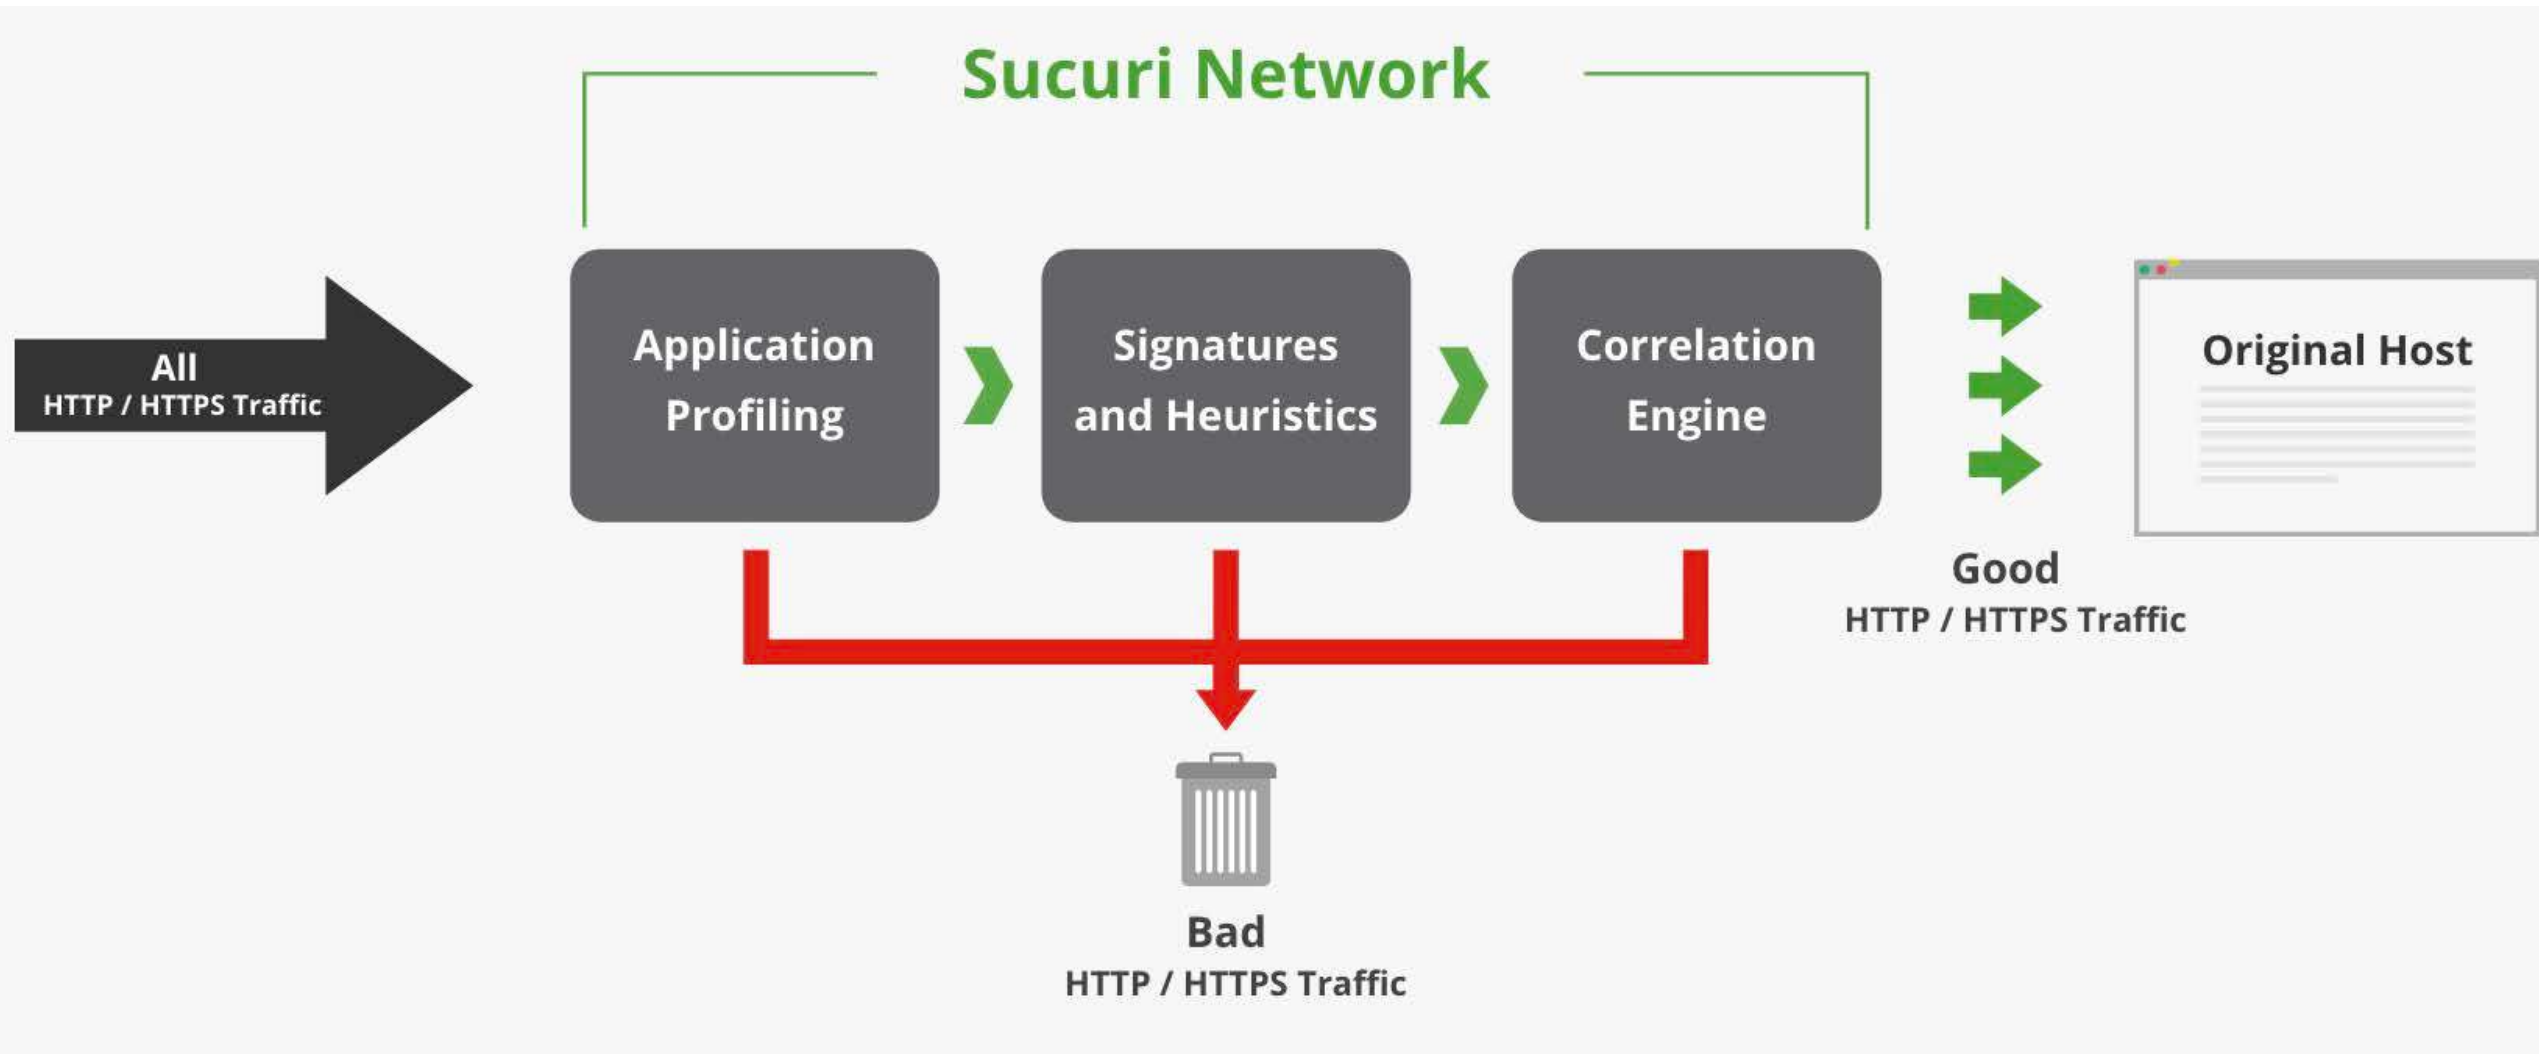 Sucuri Network
All
HTTP / HTTPS Traffic
Application
Profiling
Signatures
and Heuristics
Correlation
Engine
Original Host
Good
HTTP / HTTPS Traffic
Bad
HTTP / HTTPS Traffic